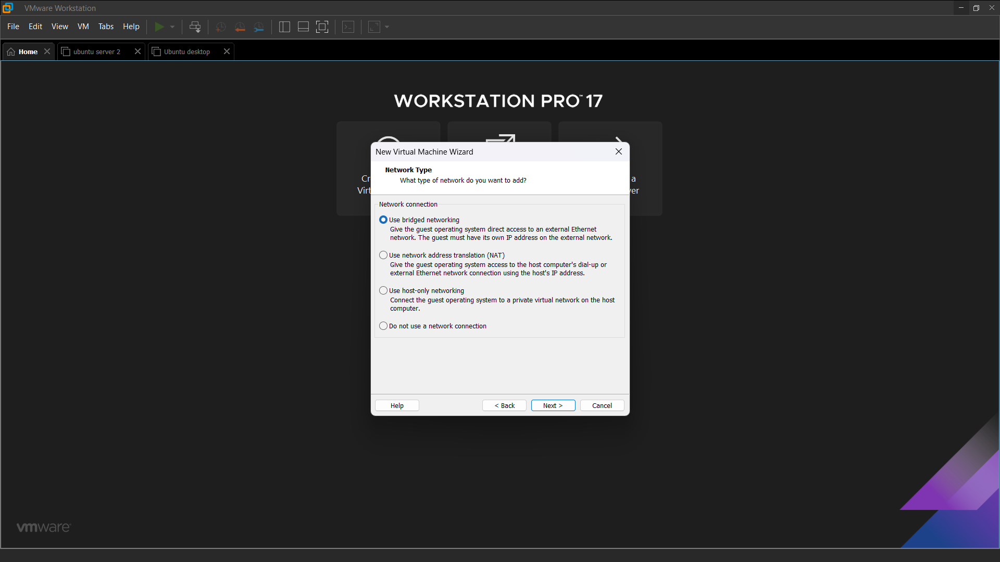 VMware Workstation
File Edit View VM Tabs Help
Home
ubuntu server 2
Ubuntu desktop
WORKSTATION PRO™ 17
New Virtual Machine Wizard
Network Type
What type of network do you want to add?
Network connection
Use bridged networking
Give the guest operating system direct access to an external Ethernet
network. The guest must have its own IP address on the external network.
Use network address translation (NAT)
Give the guest operating system access to the host computer's dial-up or
external Ethernet network connection using the host's IP address.
Use host-only networking
Connect the guest operating system to a private virtual network on the host
computer.
Do not use a network connection
Help
< Back
Next >
Cancel
Cr
a
Virt
ver
vmware